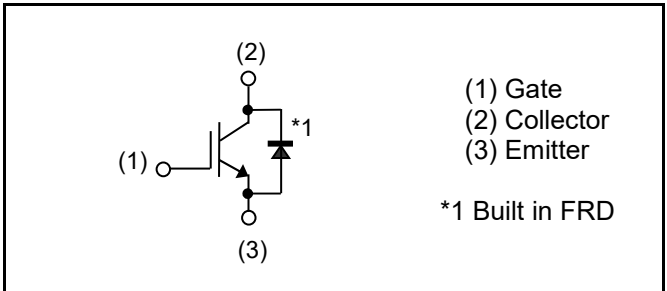 (2)
*1
(1)
(3)
(1) Gate
(2) Collector
(3) Emitter
*1 Built in FRD